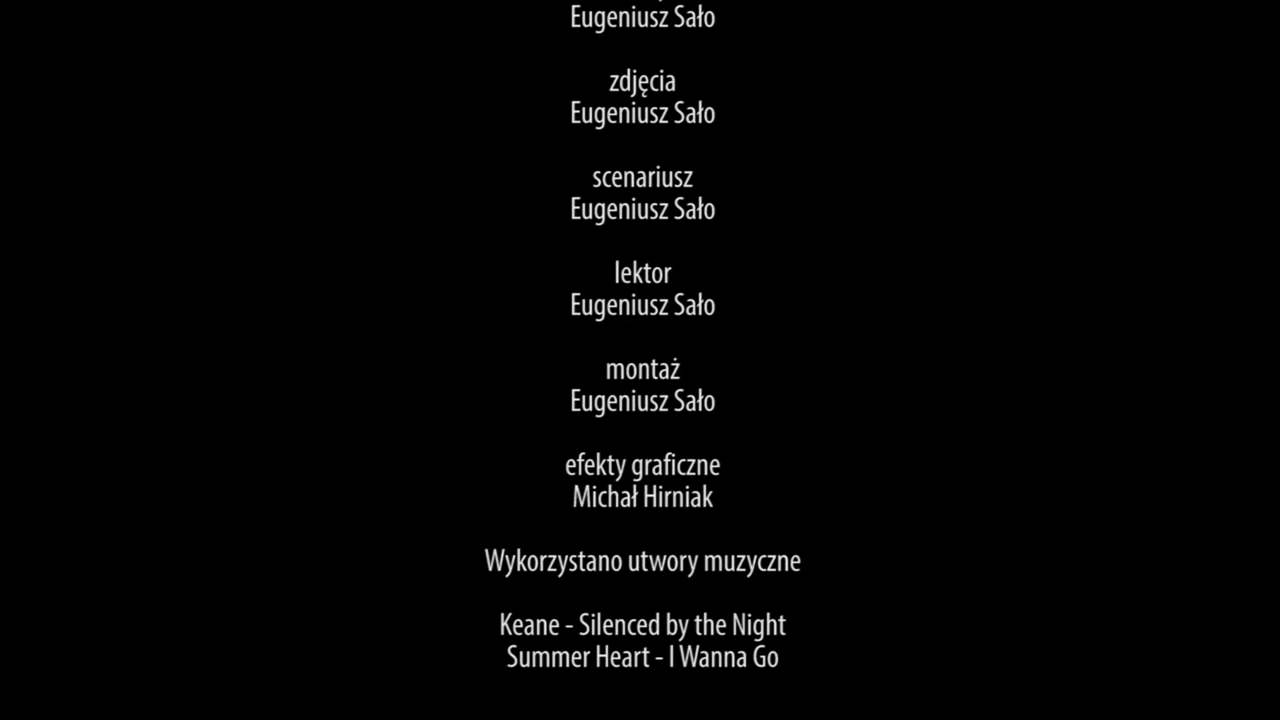 Eugeniusz Sało
zdjęcia
Eugeniusz Sało
scenariusz
Eugeniusz Sało
lektor
Eugeniusz Sało
montaż
Eugeniusz Sało
efekty graficzne
Michał Hirniak
Wykorzystano utwory muzyczne
Keane - Silenced by the Night
Summer Heart - I Wanna Go